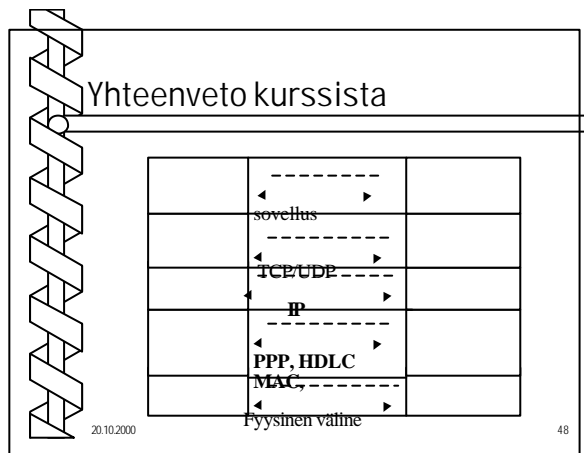 Yhteenveto kurssista
sovellus
TCP/UDP
IP
PPP, HDLC
MAC,
Fyysinen väline
20.10.2000
48